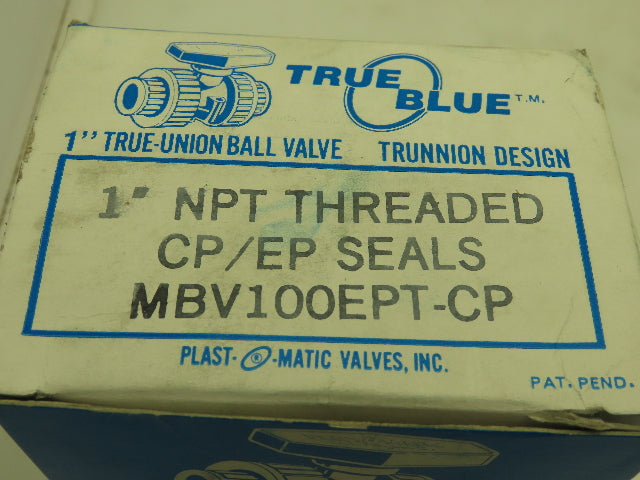 TRUE BLUE T.M.
1" TRUE-UNION BALL VALVE TRUNNION DESIGN
1" NPT THREADED
CP/EP SEALS
MBV100EPT-CP
PLAST-O-MATIC VALVES, INC.
PAT. PEND.